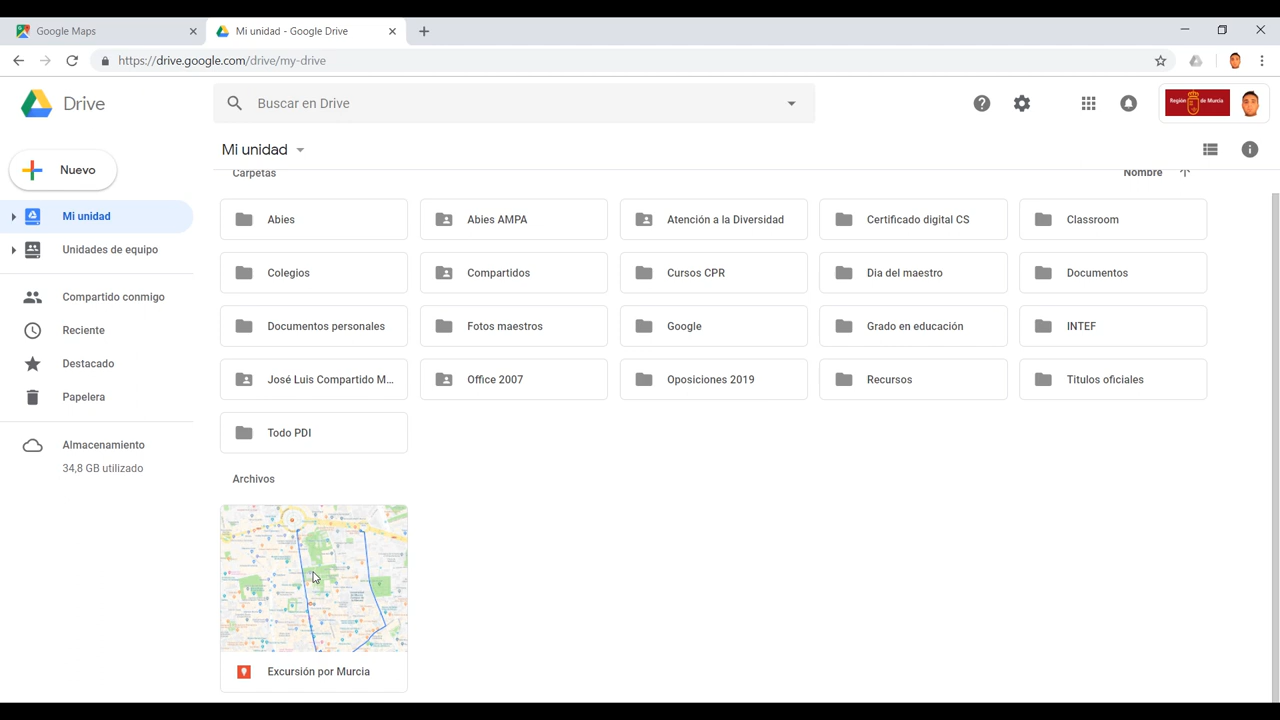 Google Maps
Mi unidad - Google Drive
https://drive.google.com/drive/my-drive
Drive
Buscar en Drive
Región de Murcia
Nuevo
Mi unidad
Carpetas
Nombre
Mi unidad
Unidades de equipo
Compartido conmigo
Reciente
Destacado
Papelera
Almacenamiento
34,8 GB utilizado
Abies
Abies AMPA
Atención a la Diversidad
Certificado digital CS
Classroom
Colegios
Compartidos
Cursos CPR
Dia del maestro
Documentos
Documentos personales
Fotos maestros
Google
Grado en educación
INTEF
José Luis Compartido M...
Office 2007
Oposiciones 2019
Recursos
Titulos oficiales
Todo PDI
Archivos
Excursión por Murcia